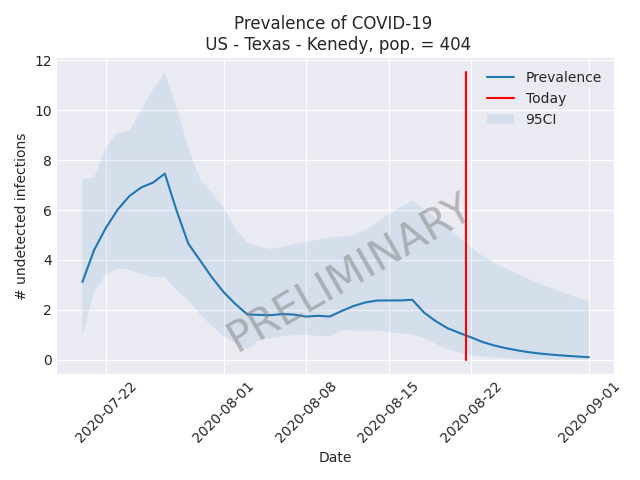 Prevalence of COVID-19
US - Texas - Kenedy, pop. = 404
12
10
8
6
4
2
0
# undetected infections
Prevalence
Today
95CI
PRELIMINARY
2020-07-22
2020-08-01
2020-08-08
2020-08-15
2020-08-22
2020-09-01
Date